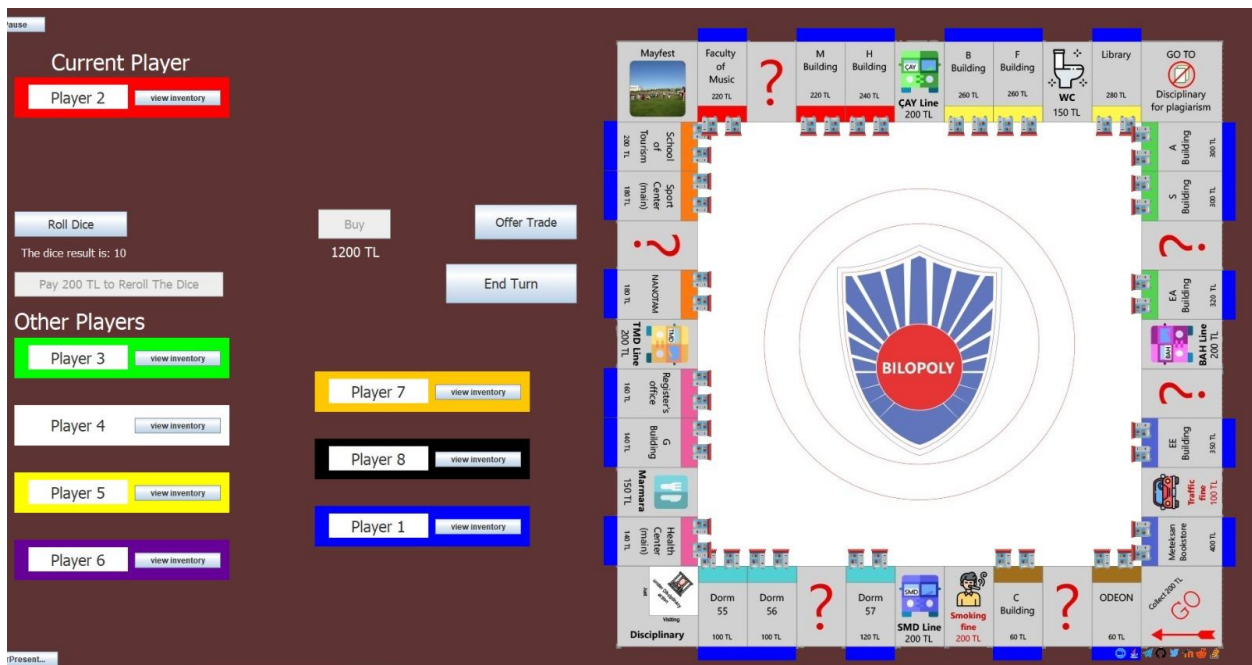 Pause
Current Player
Player 2
view inventory
Roll Dice
The dice result is: 10
Pay 200 TL to Reroll The Dice
Buy
1200 TL
Offer Trade
End Turn
Other Players
Player 3
view inventory
Player 4
view inventory
Player 5
view inventory
Player 6
view inventory
Player 7
view inventory
Player 8
view inventory
Player 1
view inventory
rPresent...
Mayfest
Faculty
of
Music
220 TL
?
M
Building
220 TL
H
Building
240 TL
ÇAY
ÇAY Line
200 TL
B
Building
260 TL
F
Building
260 TL
WC
150 TL
Library
280 TL
GO TO
Disciplinary
for plagiarism
School
of
Tourism
200 TL
Sport
Center
(main)
180 TL
?
NANOTAM
180 TL
TMD
TMD Line
200 TL
Register's
office
160 TL
G
Building
140 TL
Marmara
150 TL
Health
Center
(main)
140 TL
A
Building
300 TL
S
Building
300 TL
?
EA
Building
320 TL
BAH
BAH Line
200 TL
?
EE
Building
350 TL
Traffic
fine
100 TL
Meteksan
Bookstore
400 TL
BILOPOLY
Just
under Disciplinary
action
Visiting
Disciplinary
Dorm
55
100 TL
Dorm
56
100 TL
?
Dorm
57
120 TL
SMD
SMD Line
200 TL
Smoking
fine
200 TL
C
Building
60 TL
?
ODEON
60 TL
Collect 200 TL
GO